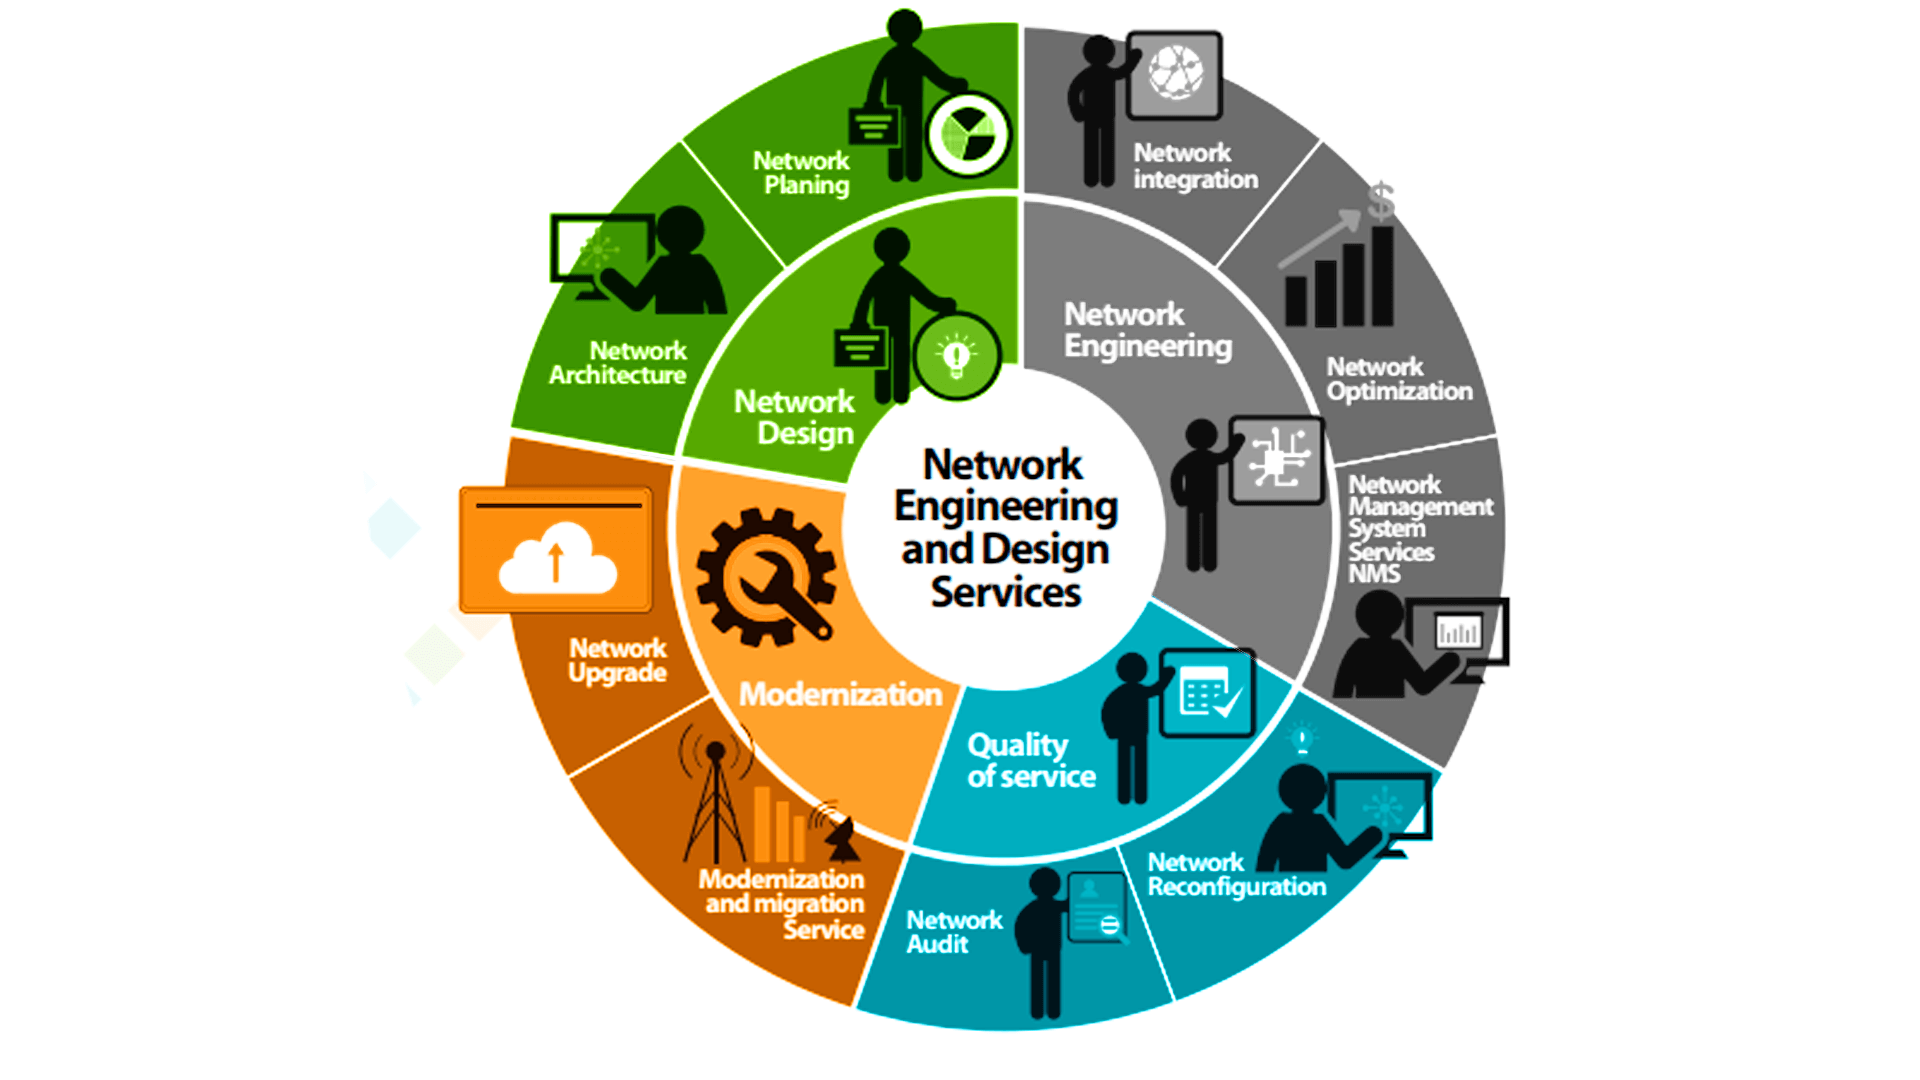 Network
Engineering
and Design
Services
Network
Engineering
Network
integration
Network
Optimization
Network
Management
System
Services
NMS
Quality
of service
Network
Reconfiguration
Network
Audit
Modernization
Modernization
and migration
Service
Network
Upgrade
Network
Design
Network
Architecture
Network
Planing
$